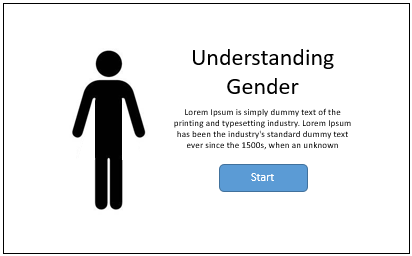 Understanding
Gender
Lorem Ipsum is simply dummy text of the
printing and typesetting industry. Lorem Ipsum
has been the industry's standard dummy text
ever since the 1500s, when an unknown
Start